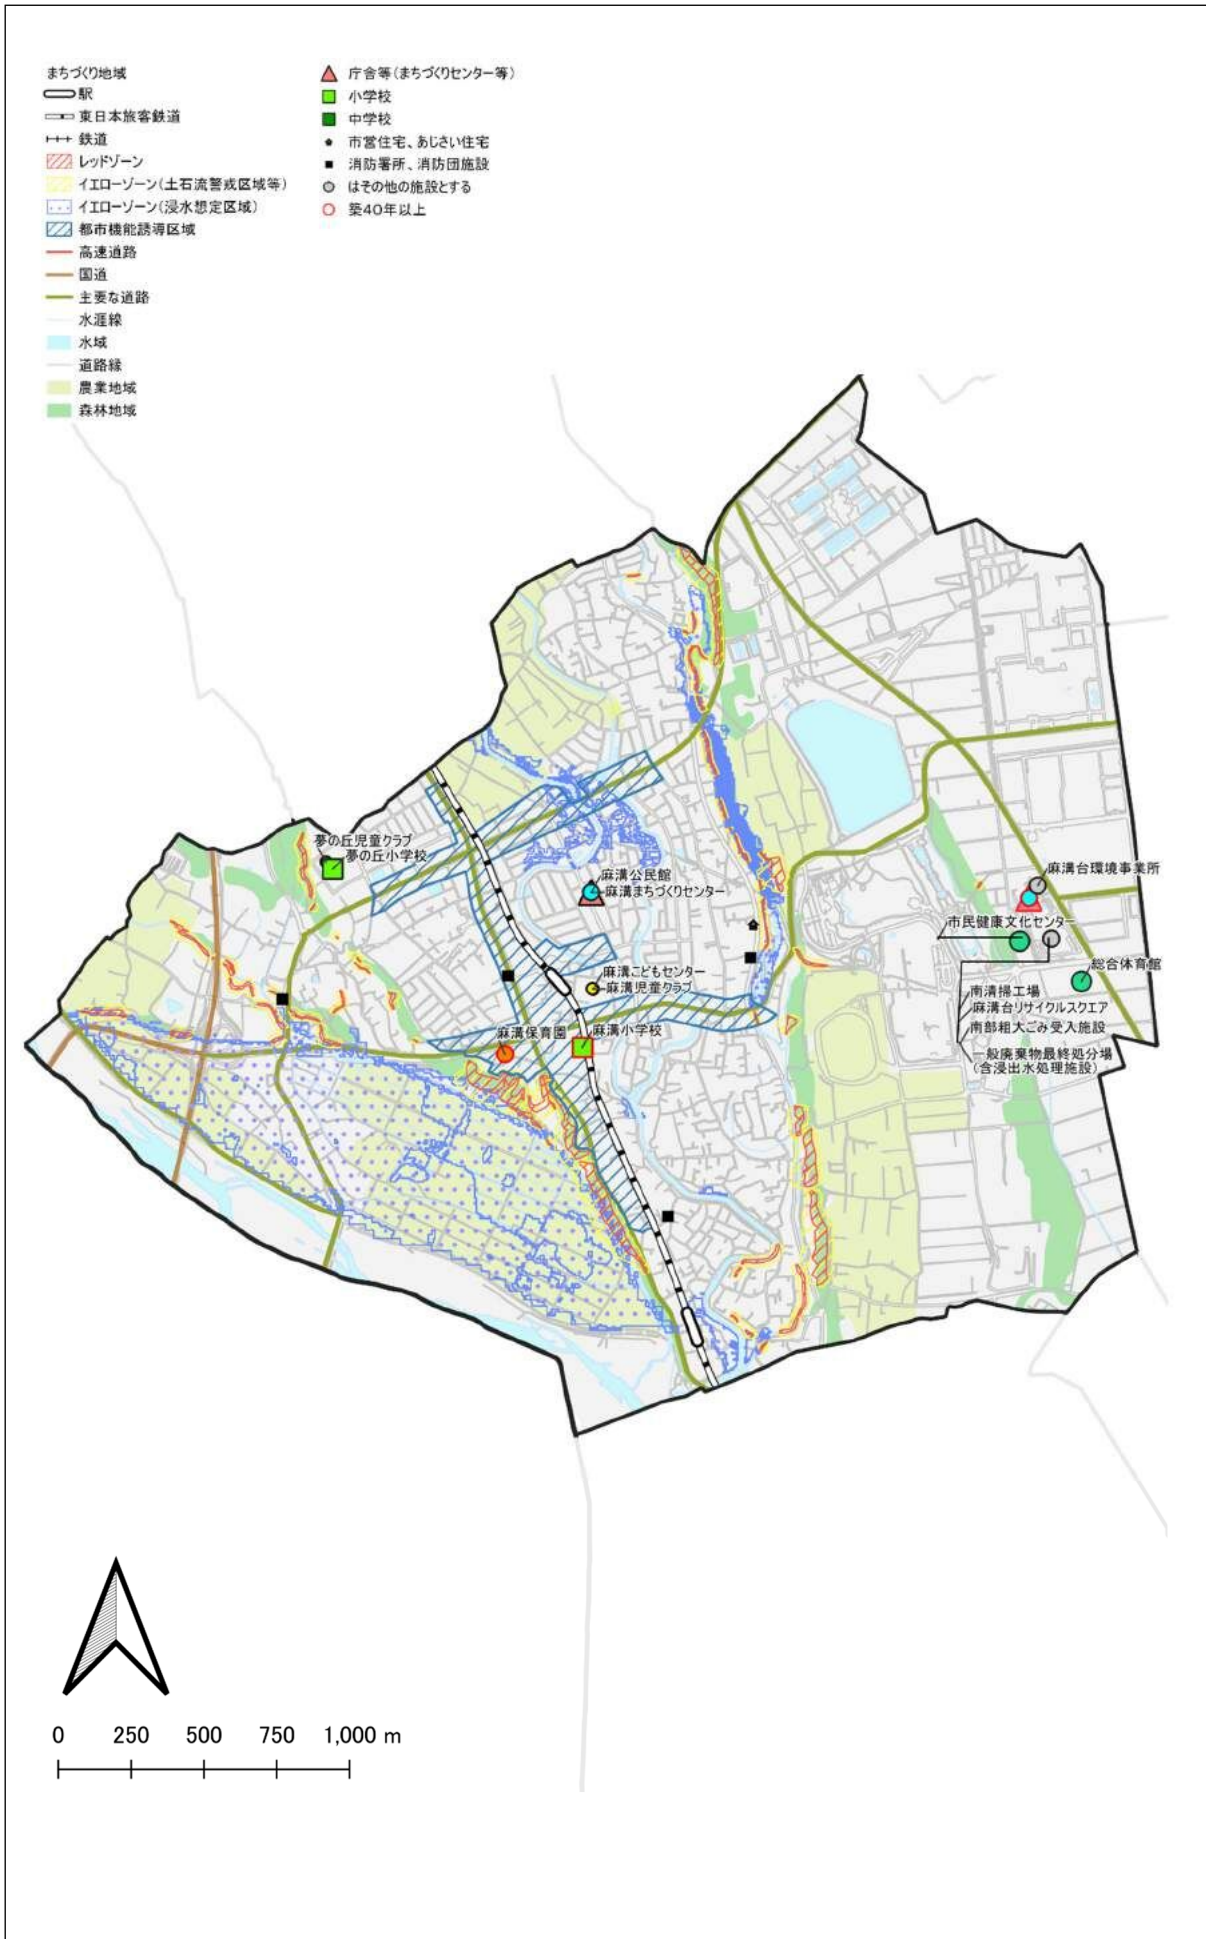 まちづくり地域
駅
東日本旅客鉄道
鉄道
レッドゾーン
イエローゾーン(土石流警戒区域等)
イエローゾーン(浸水想定区域)
都市機能誘導区域
高速道路
国道
主要な道路
水涯線
水域
道路縁
農業地域
森林地域
庁舎等(まちづくりセンター等)
小学校
中学校
市営住宅、あじさい住宅
消防署所、消防団施設
はその他の施設とする
築40年以上
夢の丘児童クラブ
夢の丘小学校
麻溝公民館
麻溝まちづくりセンター
麻溝台環境事業所
市民健康文化センター
総合体育館
麻溝こどもセンター
麻溝児童クラブ
南清掃工場
麻溝台リサイクルスクエア
南部粗大ごみ受入施設
一般廃棄物最終処分場
(含浸出水処理施設)
麻溝保育園
麻溝小学校
0 250 500 750 1,000 m